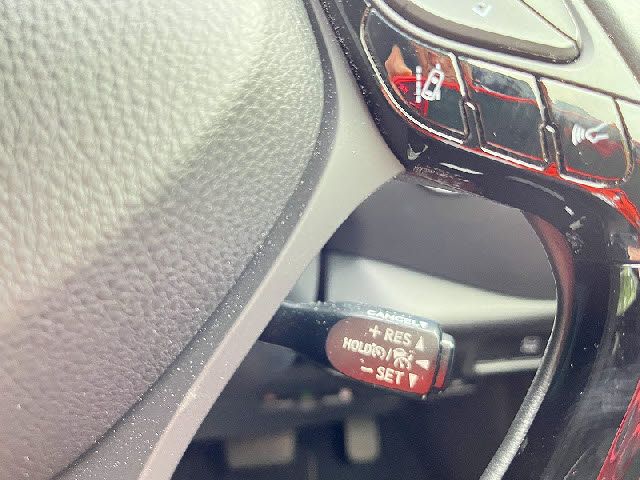 CANCEL
+ RES
HOLD /
− SET